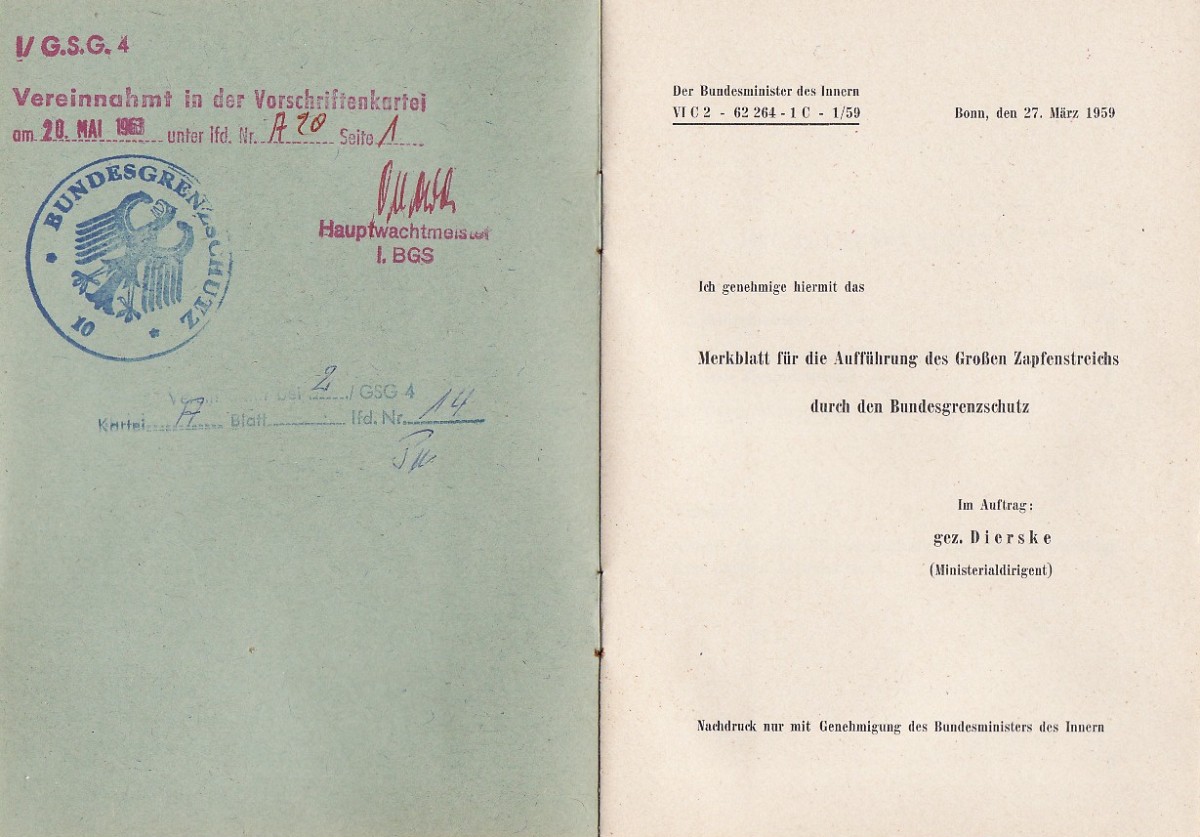 I/ G.S.G. 4
Vereinnahmt in der Vorschriftenkartei
am 20. MAI 1963 unter lfd. Nr. A 20 Seite 1
BUNDESGRENZSCHUTZ
* 10 *
Hauptwachtmeister
I. BGS
bei 2 / GSG 4
Kartei A Blatt lfd. Nr. 14
Der Bundesminister des Innern
VI C 2 - 62 264 - 1 C - 1/59
Bonn, den 27. März 1959
Ich genehmige hiermit das
Merkblatt für die Aufführung des Großen Zapfenstreichs
durch den Bundesgrenzschutz
Im Auftrag:
gez. Dierske
(Ministerialdirigent)
Nachdruck nur mit Genehmigung des Bundesministers des Innern